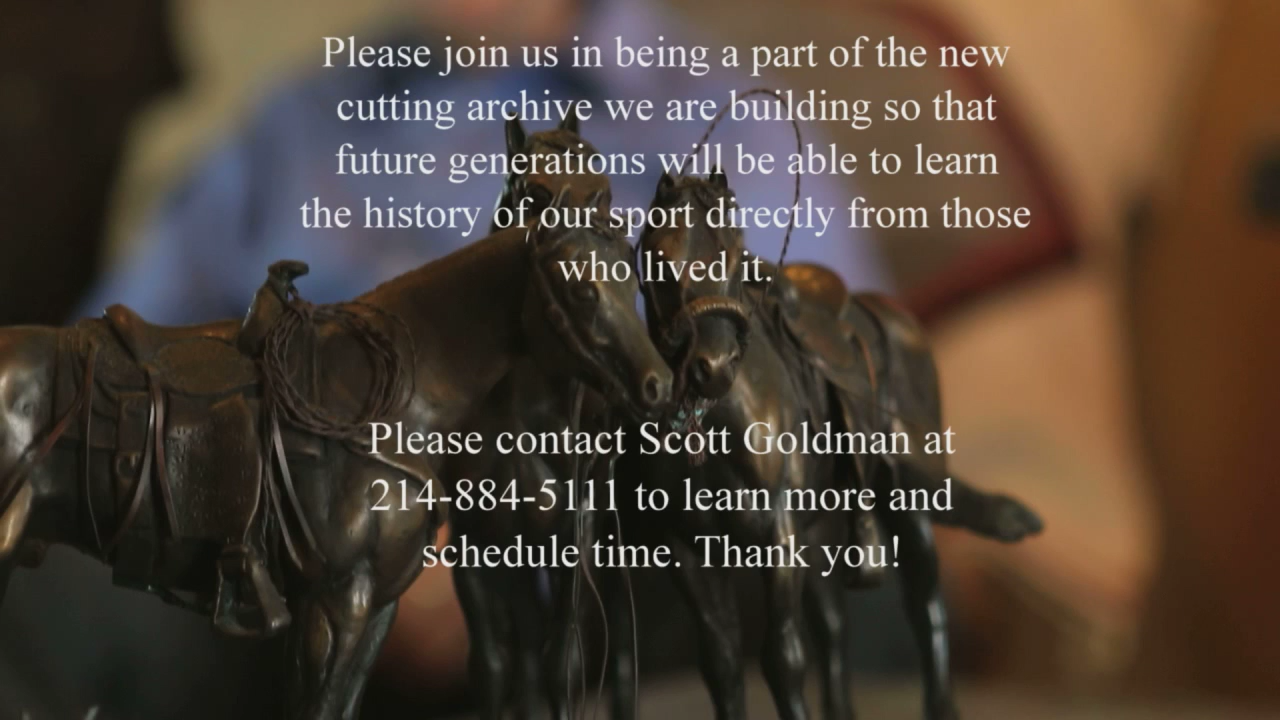 Please join us in being a part of the new
cutting archive we are building so that
future generations will be able to learn
the history of our sport directly from those
who lived it.
Please contact Scott Goldman at
214-884-5111 to learn more and
schedule time. Thank you!